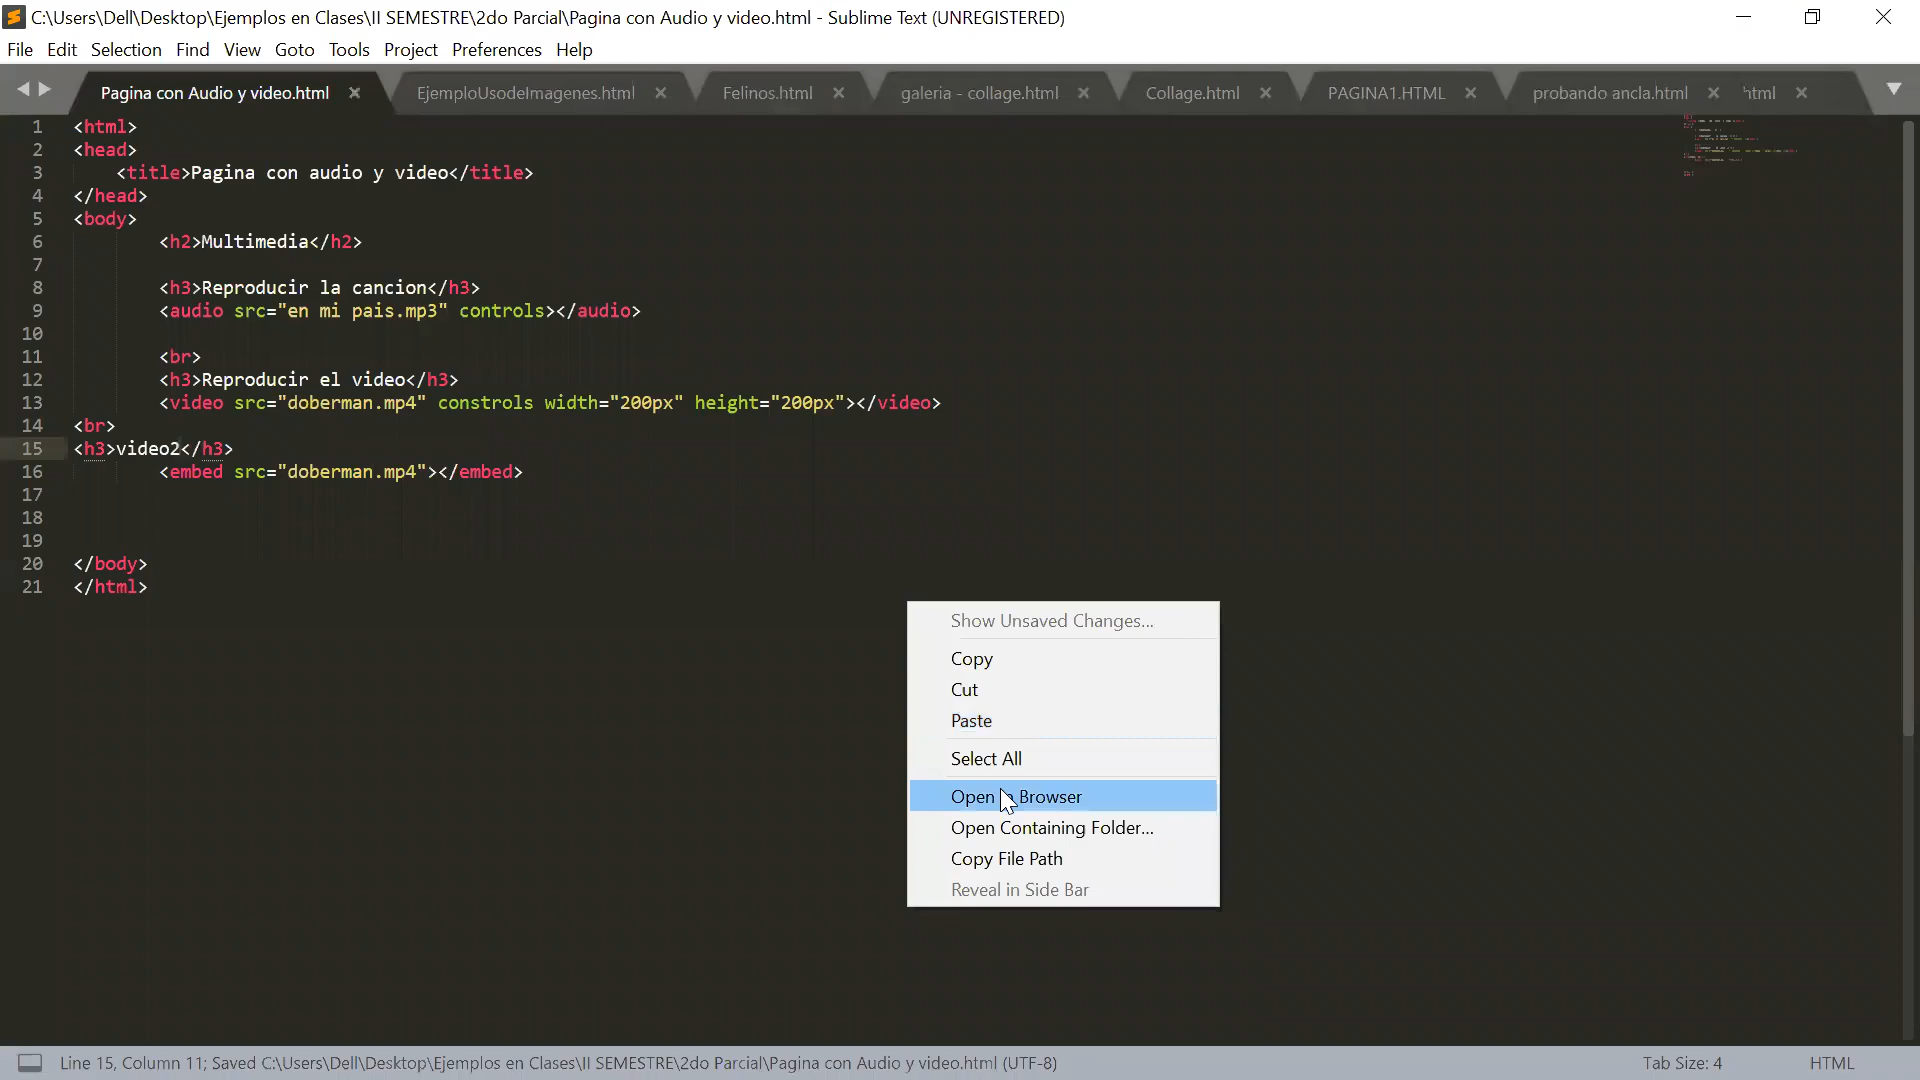 C:\Users\Dell\Desktop\Ejemplos en Clases\II SEMESTRE\2do Parcial\Pagina con Audio y video.html - Sublime Text (UNREGISTERED)
File Edit Selection Find View Goto Tools Project Preferences Help
Pagina con Audio y video.html EjemploUsodeImagenes.html Felinos.html galeria - collage.html Collage.html PAGINA1.HTML probando ancla.html html
1 <html>
2 <head>
3 <title>Pagina con audio y video</title>
4 </head>
5 <body>
6 <h2>Multimedia</h2>
7
8 <h3>Reproducir la cancion</h3>
9 <audio src="en mi pais.mp3" controls></audio>
10
11 <br>
12 <h3>Reproducir el video</h3>
13 <video src="doberman.mp4" constrols width="200px" height="200px"></video>
14 <br>
15 <h3>video2</h3>
16 <embed src="doberman.mp4"></embed>
17
18
19
20 </body>
21 </html>
Show Unsaved Changes...
Copy
Cut
Paste
Select All
Open Browser
Open Containing Folder...
Copy File Path
Reveal in Side Bar
Line 15, Column 11; Saved C:\Users\Dell\Desktop\Ejemplos en Clases\II SEMESTRE\2do Parcial\Pagina con Audio y video.html (UTF-8) Tab Size: 4 HTML